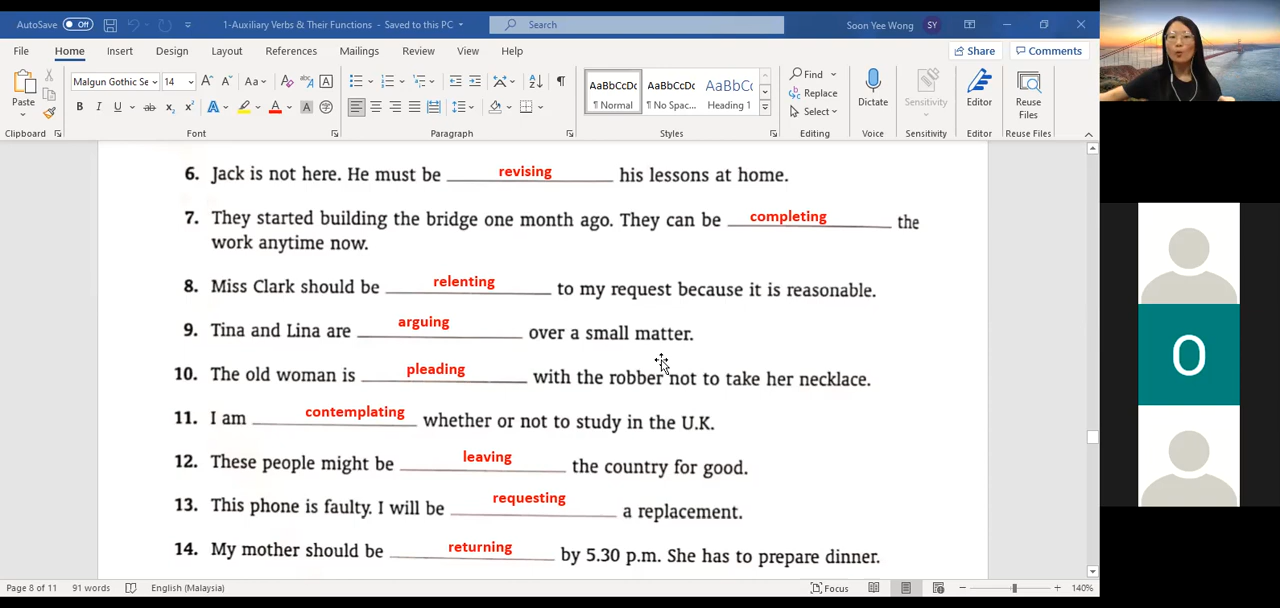 AutoSave Off 1-Auxiliary Verbs & Their Functions - Saved to this PC Search Soon Yee Wong SY
File Home Insert Design Layout References Mailings Review View Help Share Comments
Malgun Gothic Se 14 Aa A AaBbCcDc AaBbCcDc AaBbCcD Find
Paste B I U ab x₂ x² A A A ¶ Normal ¶ No Spac... Heading 1 Replace Select Dictate Sensitivity Editor Reuse Files
Clipboard Font Paragraph Styles Editing Voice Sensitivity Editor Reuse Files
6. Jack is not here. He must be revising his lessons at home.
7. They started building the bridge one month ago. They can be completing the
work anytime now.
8. Miss Clark should be relenting to my request because it is reasonable.
9. Tina and Lina are arguing over a small matter.
10. The old woman is pleading with the robber not to take her necklace.
11. I am contemplating whether or not to study in the U.K.
12. These people might be leaving the country for good.
13. This phone is faulty. I will be requesting a replacement.
14. My mother should be returning by 5.30 p.m. She has to prepare dinner.
O
Page 8 of 11 91 words English (Malaysia) Focus 140%